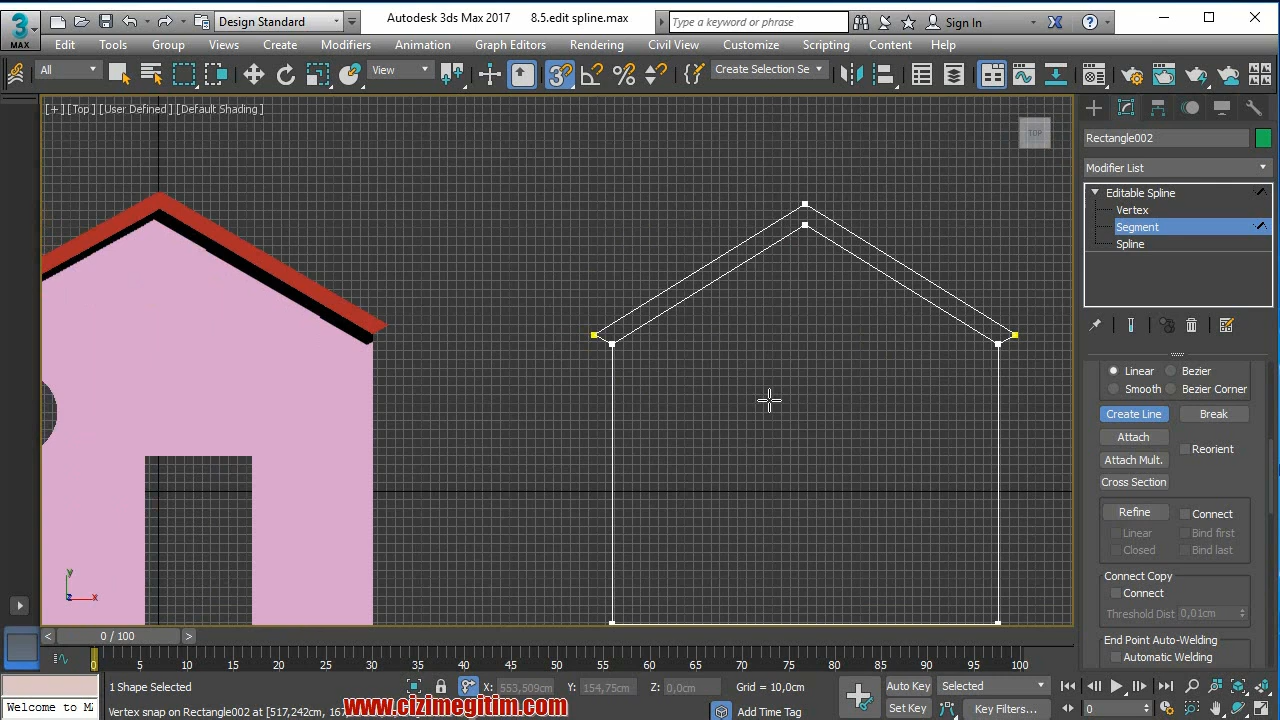 3
MAX
Design Standard
Autodesk 3ds Max 2017
8.5.edit spline.max
Type a keyword or phrase
Sign In
Edit
Tools
Group
Views
Create
Modifiers
Animation
Graph Editors
Rendering
Civil View
Customize
Scripting
Content
Help
All
View
Create Selection Se
[+] [Top ] [User Defined ] [Default Shading ]
TOP
Rectangle002
Modifier List
Editable Spline
Vertex
Segment
Spline
Linear
Bezier
Smooth
Bezier Corner
Create Line
Break
Attach
Reorient
Attach Mult.
Cross Section
Refine
Connect
Linear
Bind first
Closed
Bind last
Connect Copy
Connect
Threshold Dist
0,01cm
End Point Auto-Welding
Automatic Welding
y
z
x
<
0 / 100
>
0
5
10
15
20
25
30
35
40
45
50
55
60
65
70
75
80
85
90
95
100
1 Shape Selected
X:
553,509cm
Y:
154,75cm
Z:
0,0cm
Grid = 10,0cm
Auto Key
Selected
Welcome to M
Vertex snap on Rectangle002 at [517,242cm, 16
www.cizimegitim.com
Add Time Tag
Set Key
Key Filters...
0